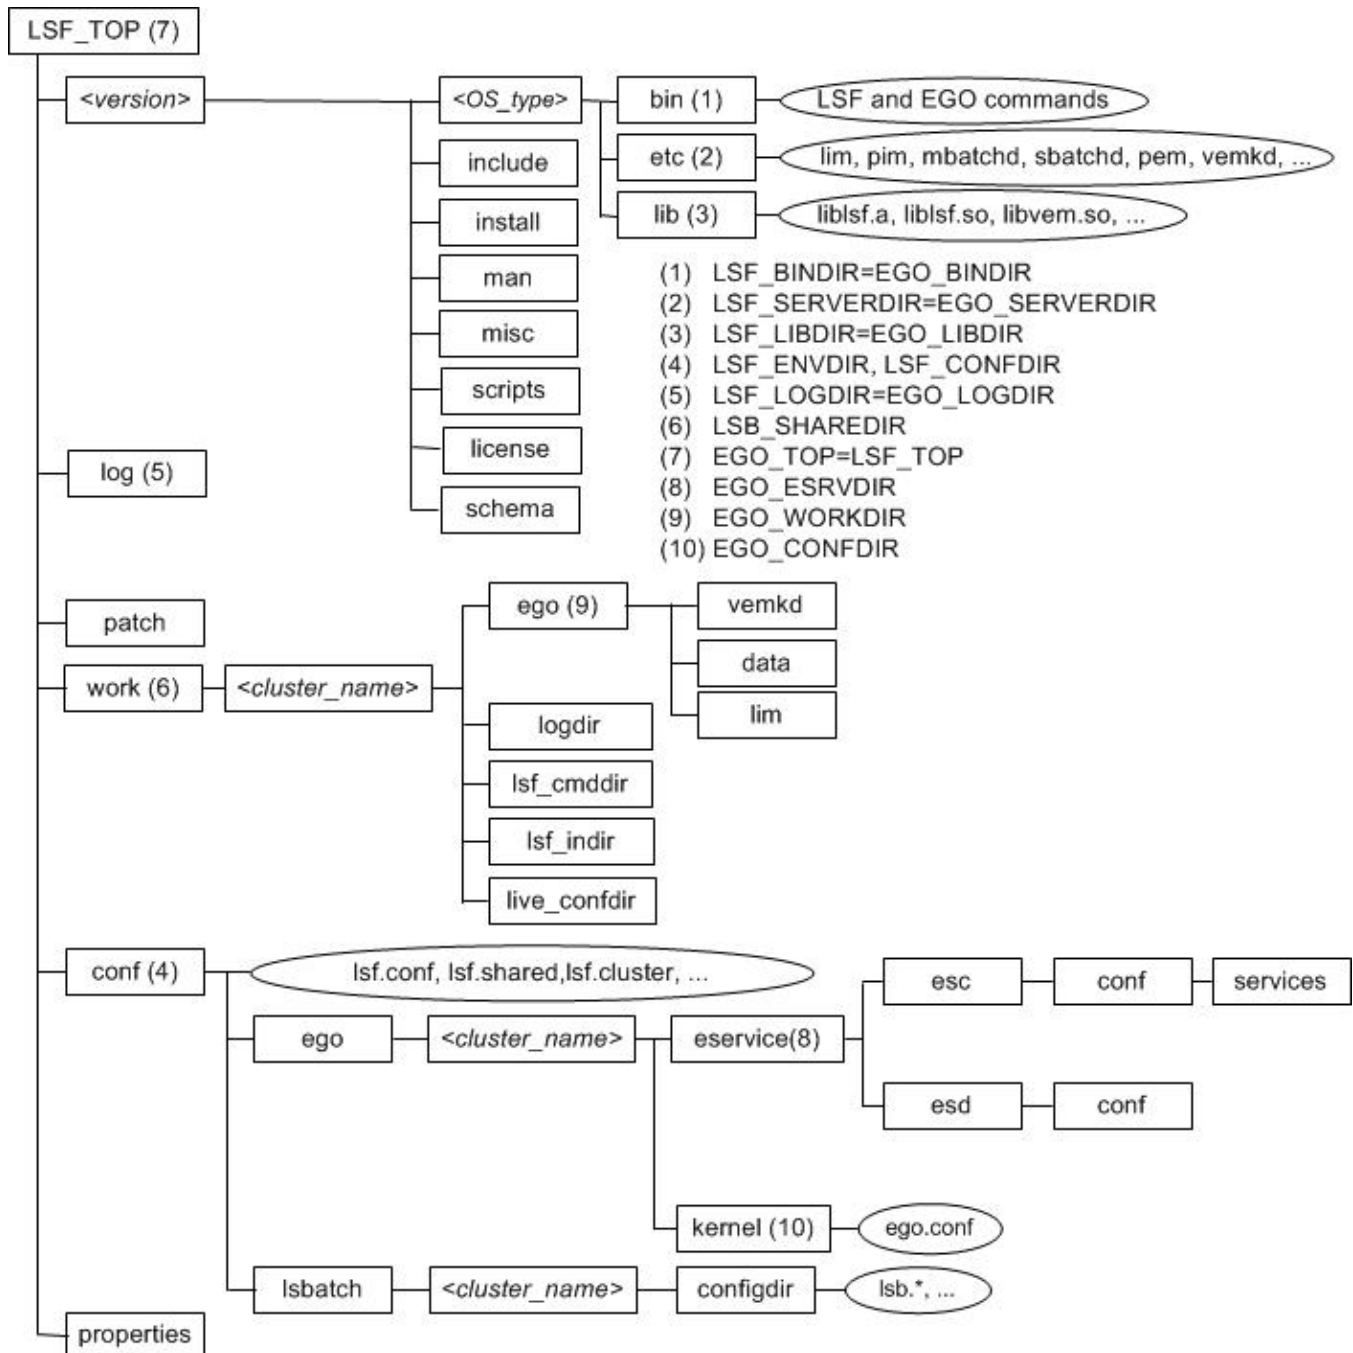 LSF_TOP (7)
<version>
<OS_type>
bin (1)
LSF and EGO commands
include
etc (2)
lim, pim, mbatchd, sbatchd, pem, vemkd, ...
install
lib (3)
liblsf.a, liblsf.so, libvem.so, ...
man
misc
scripts
license
schema
(1) LSF_BINDIR=EGO_BINDIR
(2) LSF_SERVERDIR=EGO_SERVERDIR
(3) LSF_LIBDIR=EGO_LIBDIR
(4) LSF_ENVDIR, LSF_CONFDIR
(5) LSF_LOGDIR=EGO_LOGDIR
(6) LSB_SHAREDIR
(7) EGO_TOP=LSF_TOP
(8) EGO_ESRVDIR
(9) EGO_WORKDIR
(10) EGO_CONFDIR
log (5)
patch
work (6)
<cluster_name>
ego (9)
vemkd
data
lim
logdir
lsf_cmddir
lsf_indir
live_confdir
conf (4)
lsf.conf, lsf.shared,lsf.cluster, ...
ego
<cluster_name>
eservice(8)
esc
conf
services
esd
conf
kernel (10)
ego.conf
lsbatch
<cluster_name>
configdir
lsb.*, ...
properties